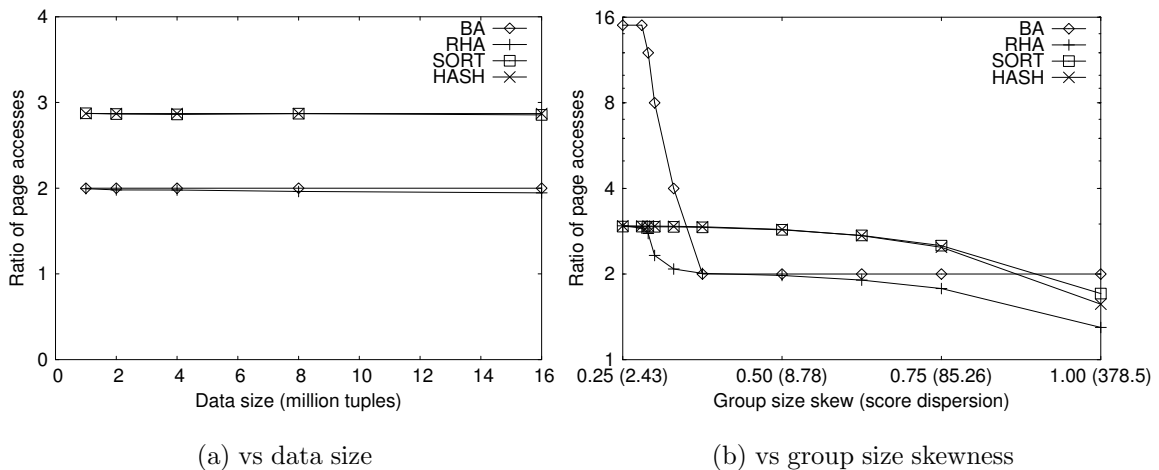 4
3
2
1
0
Ratio of page accesses
BA
RHA
SORT
HASH
0 2 4 6 8 10 12 14 16
Data size (million tuples)
(a) vs data size
16
8
4
2
1
Ratio of page accesses
BA
RHA
SORT
HASH
0.25 (2.43) 0.50 (8.78) 0.75 (85.26) 1.00 (378.5)
Group size skew (score dispersion)
(b) vs group size skewness